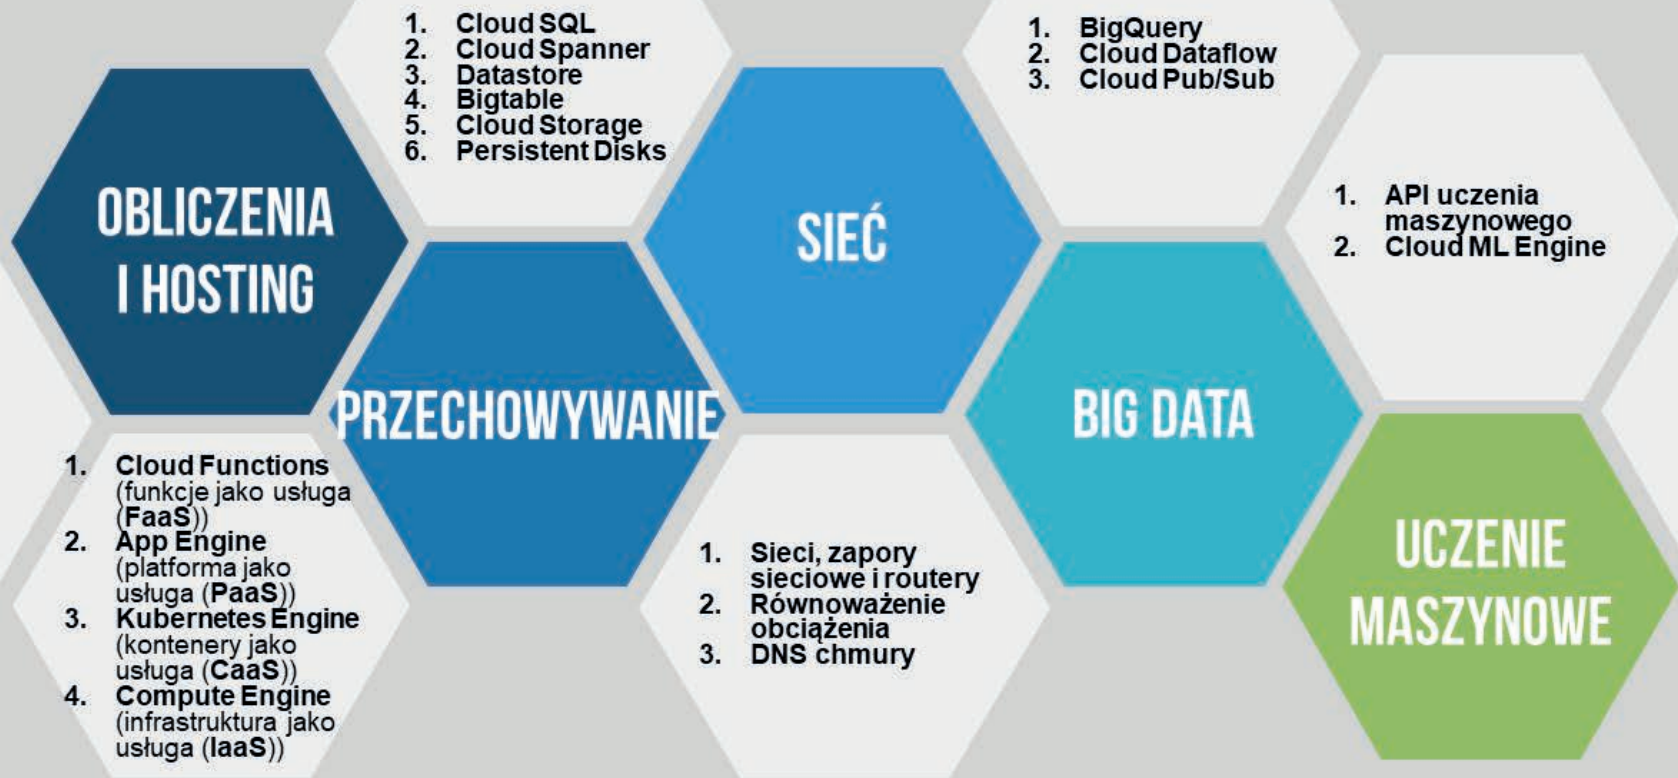 OBLICZENIA
I HOSTING
1. Cloud Functions
(funkcje jako usługa
(FaaS))
2. App Engine
(platforma jako
usługa (PaaS))
3. Kubernetes Engine
(kontenery jako
usługa (CaaS))
4. Compute Engine
(infrastruktura jako
usługa (IaaS))
1. Cloud SQL
2. Cloud Spanner
3. Datastore
4. Bigtable
5. Cloud Storage
6. Persistent Disks
PRZECHOWYWANIE
SIEĆ
1. Sieci, zapory
sieciowe i routery
2. Równoważenie
obciążenia
3. DNS chmury
1. BigQuery
2. Cloud Dataflow
3. Cloud Pub/Sub
BIG DATA
1. API uczenia
maszynowego
2. Cloud ML Engine
UCZENIE
MASZYNOWE